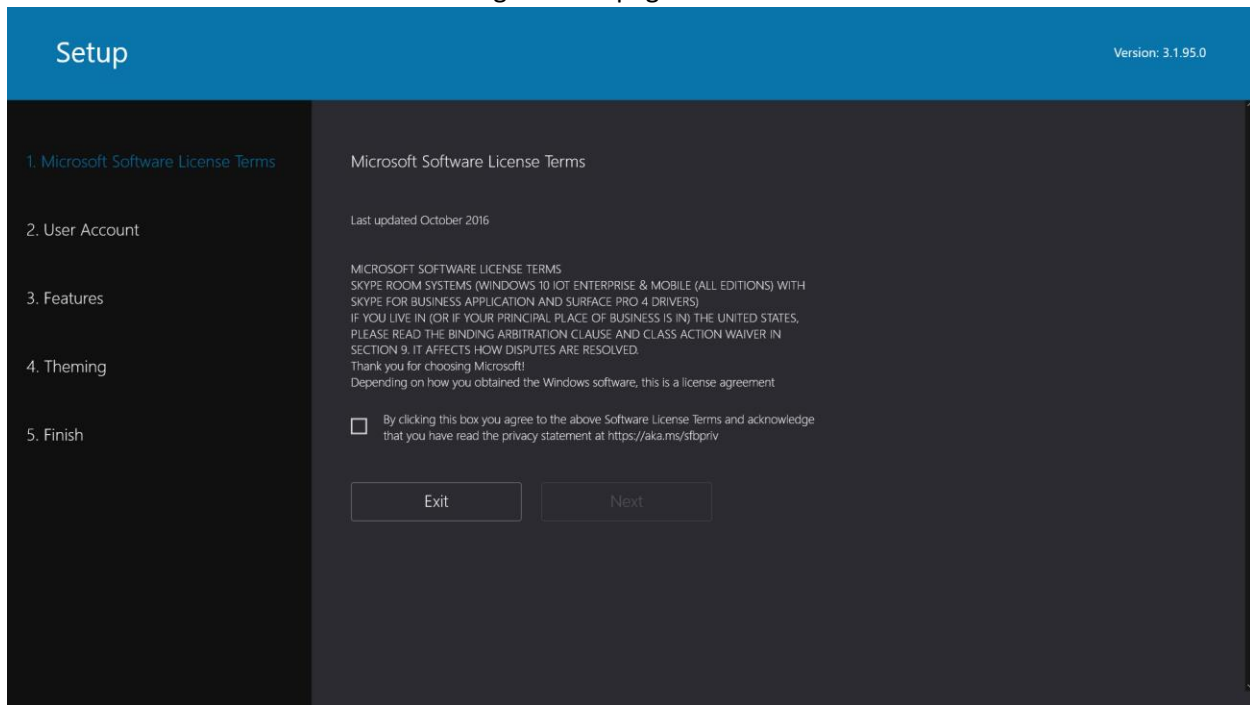 Setup
Version: 3.1.95.0
1. Microsoft Software License Terms
2. User Account
3. Features
4. Theming
5. Finish
Microsoft Software License Terms
Last updated October 2016
MICROSOFT SOFTWARE LICENSE TERMS
SKYPE ROOM SYSTEMS (WINDOWS 10 IOT ENTERPRISE & MOBILE (ALL EDITIONS) WITH
SKYPE FOR BUSINESS APPLICATION AND SURFACE PRO 4 DRIVERS)
IF YOU LIVE IN (OR IF YOUR PRINCIPAL PLACE OF BUSINESS IS IN) THE UNITED STATES,
PLEASE READ THE BINDING ARBITRATION CLAUSE AND CLASS ACTION WAIVER IN
SECTION 9. IT AFFECTS HOW DISPUTES ARE RESOLVED.
Thank you for choosing Microsoft!
Depending on how you obtained the Windows software, this is a license agreement
By clicking this box you agree to the above Software License Terms and acknowledge
that you have read the privacy statement at https://aka.ms/sfbpriv
Exit
Next